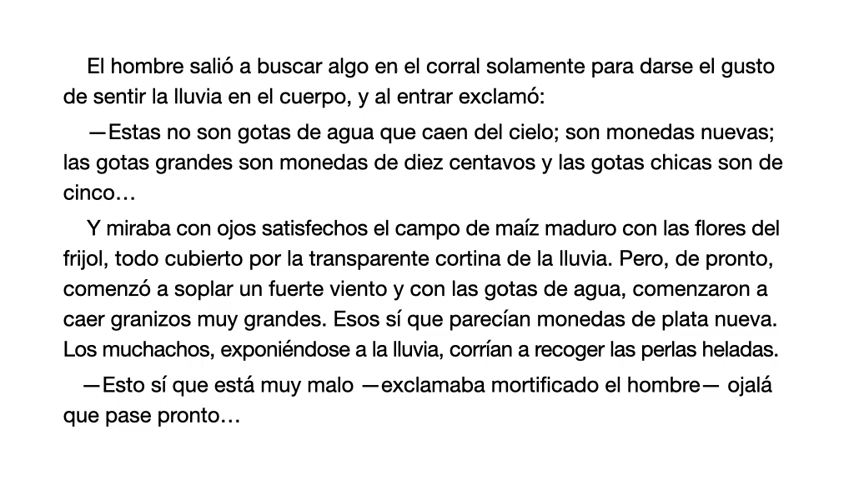 El hombre salió a buscar algo en el corral solamente para darse el gusto
de sentir la lluvia en el cuerpo, y al entrar exclamó:
—Estas no son gotas de agua que caen del cielo; son monedas nuevas;
las gotas grandes son monedas de diez centavos y las gotas chicas son de
cinco…
Y miraba con ojos satisfechos el campo de maíz maduro con las flores del
frijol, todo cubierto por la transparente cortina de la lluvia. Pero, de pronto,
comenzó a soplar un fuerte viento y con las gotas de agua, comenzaron a
caer granizos muy grandes. Esos sí que parecían monedas de plata nueva.
Los muchachos, exponiéndose a la lluvia, corrían a recoger las perlas heladas.
—Esto sí que está muy malo —exclamaba mortificado el hombre— ojalá
que pase pronto…